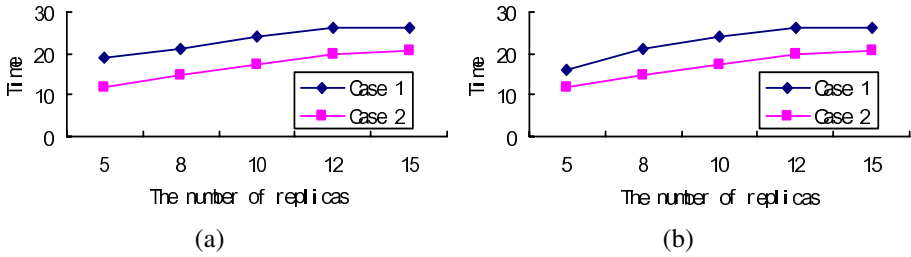 30
20
10
0
Time
Case 1
Case 2
5 8 10 12 15
The number of replicas
(a)
30
20
10
0
Time
Case 1
Case 2
5 8 10 12 15
The number of replicas
(b)